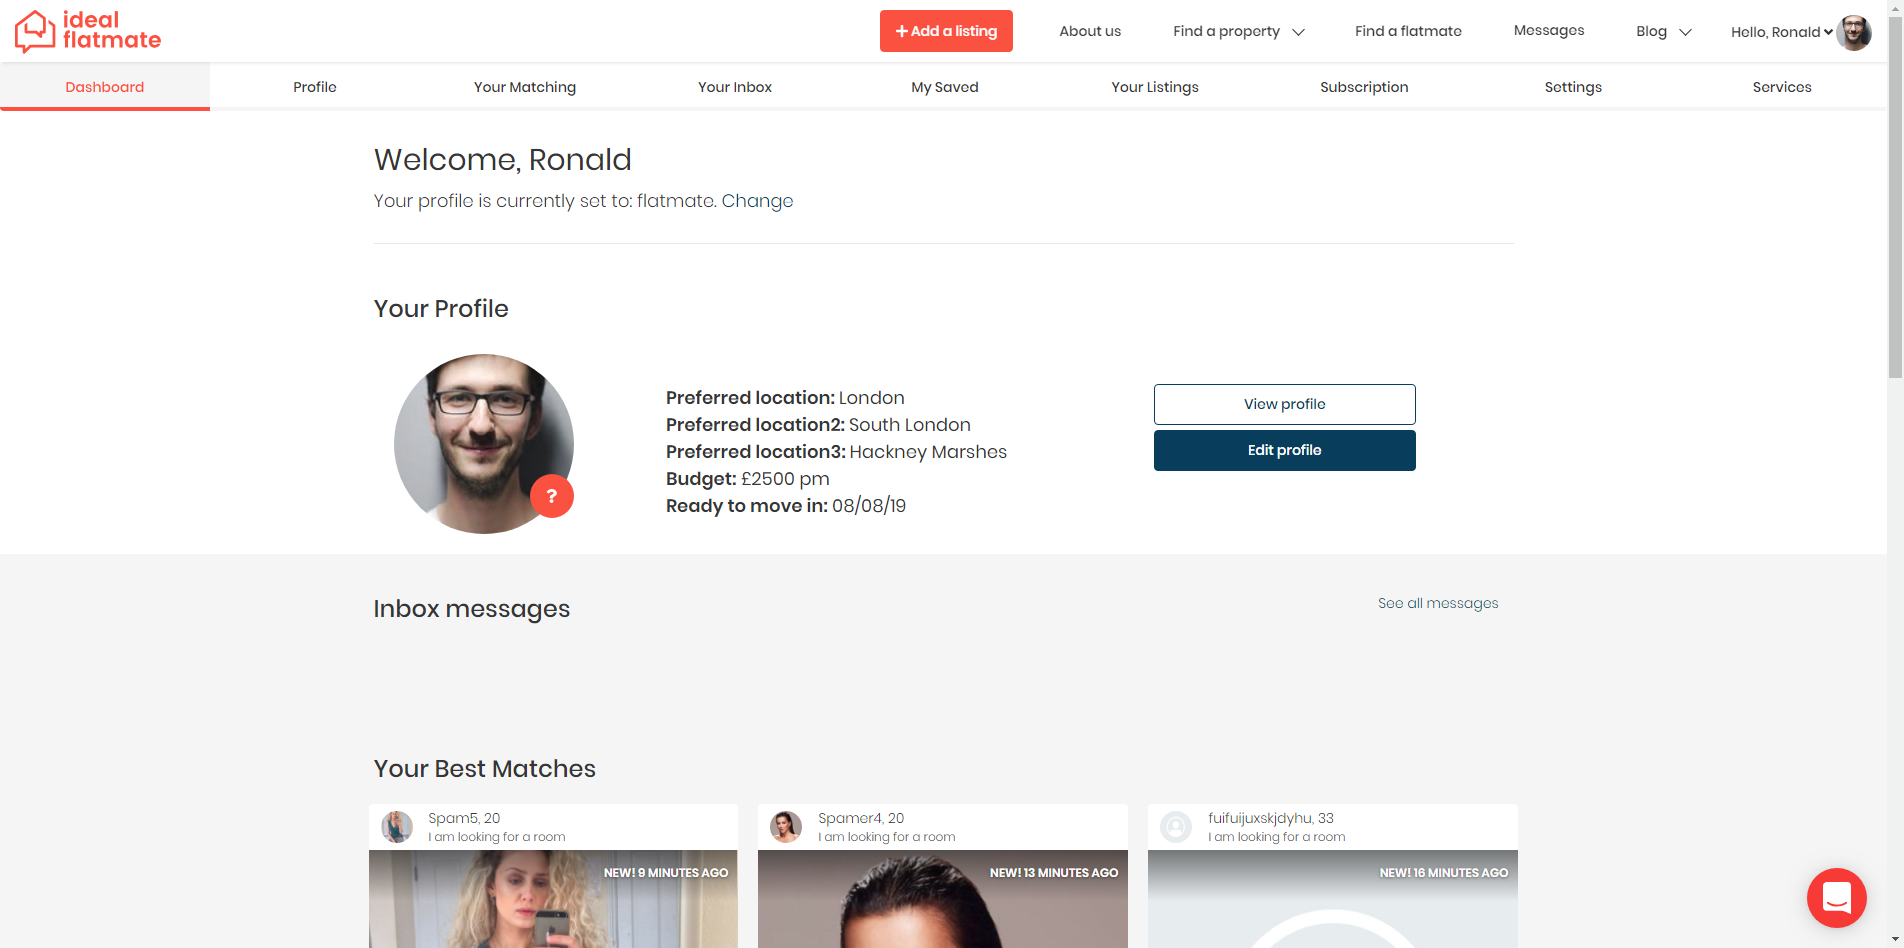 ideal
flatmate
+ Add a listing
About us
Find a property
Find a flatmate
Messages
Blog
Hello, Ronald
Dashboard
Profile
Your Matching
Your Inbox
My Saved
Your Listings
Subscription
Settings
Services
Welcome, Ronald
Your profile is currently set to: flatmate. Change
Your Profile
?
Preferred location: London
Preferred location2: South London
Preferred location3: Hackney Marshes
Budget: £2500 pm
Ready to move in: 08/08/19
View profile
Edit profile
Inbox messages
See all messages
Your Best Matches
Spam5, 20
I am looking for a room
NEW! 9 MINUTES AGO
Spamer4, 20
I am looking for a room
NEW! 13 MINUTES AGO
fuifuijuxskjdyhu, 33
I am looking for a room
NEW! 16 MINUTES AGO